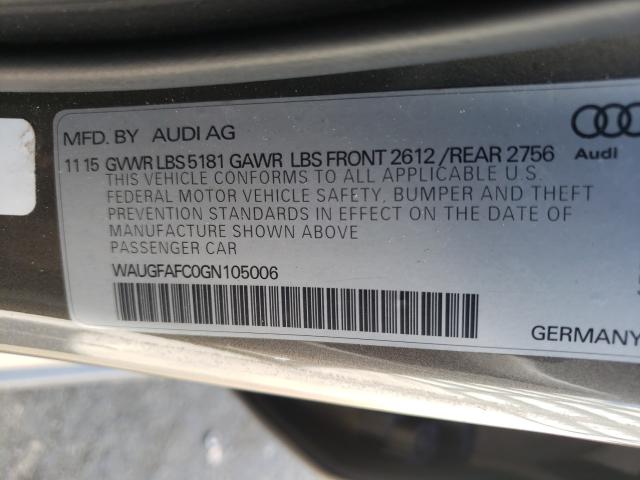 MFD. BY AUDI AG
11 15 GVWR LBS 5181 GAWR LBS FRONT 2612 /REAR 2756
Audi
THIS VEHICLE CONFORMS TO ALL APPLICABLE U.S.
FEDERAL MOTOR VEHICLE SAFETY, BUMPER AND THEFT
PREVENTION STANDARDS IN EFFECT ON THE DATE OF
MANUFACTURE SHOWN ABOVE
PASSENGER CAR
WAUGFAFC0GN105006
GERMANY